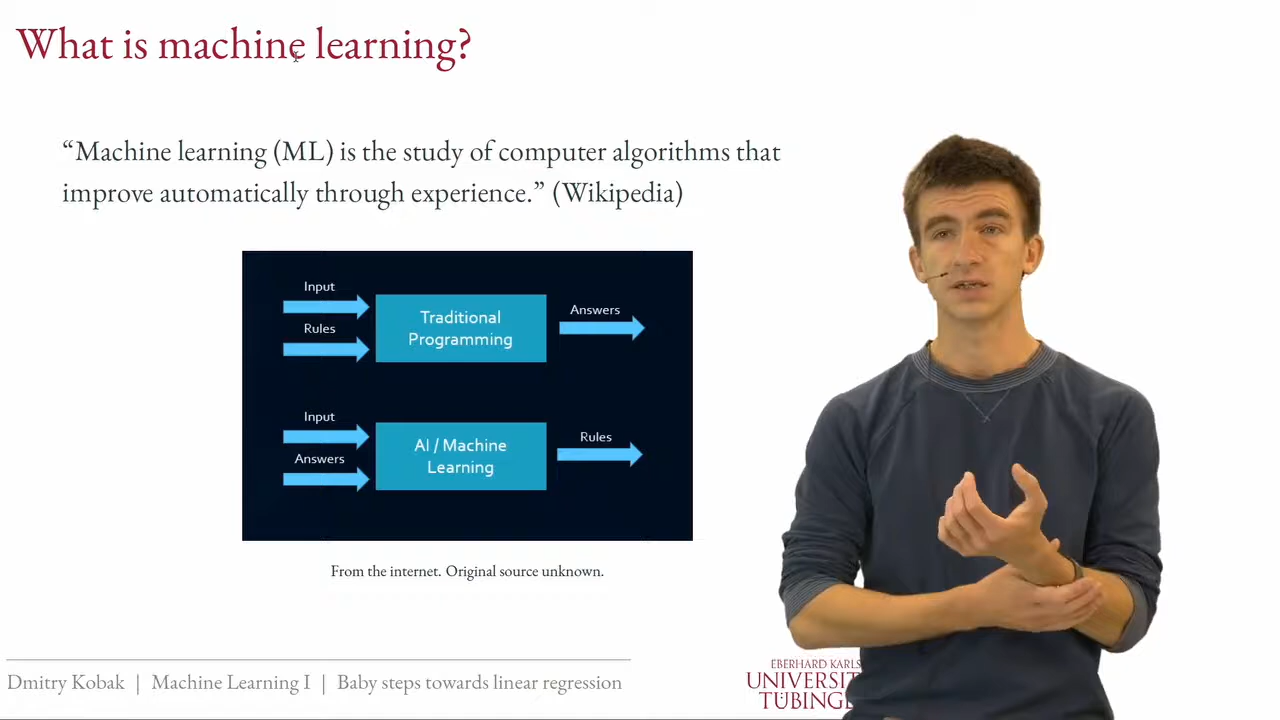 What is machine learning?
“Machine learning (ML) is the study of computer algorithms that
improve automatically through experience.” (Wikipedia)
Input
Rules
Traditional
Programming
Answers
Input
Answers
AI / Machine
Learning
Rules
From the internet. Original source unknown.
Dmitry Kobak | Machine Learning I | Baby steps towards linear regression
EBERHARD KARLS
UNIVERSIT
TÜBING